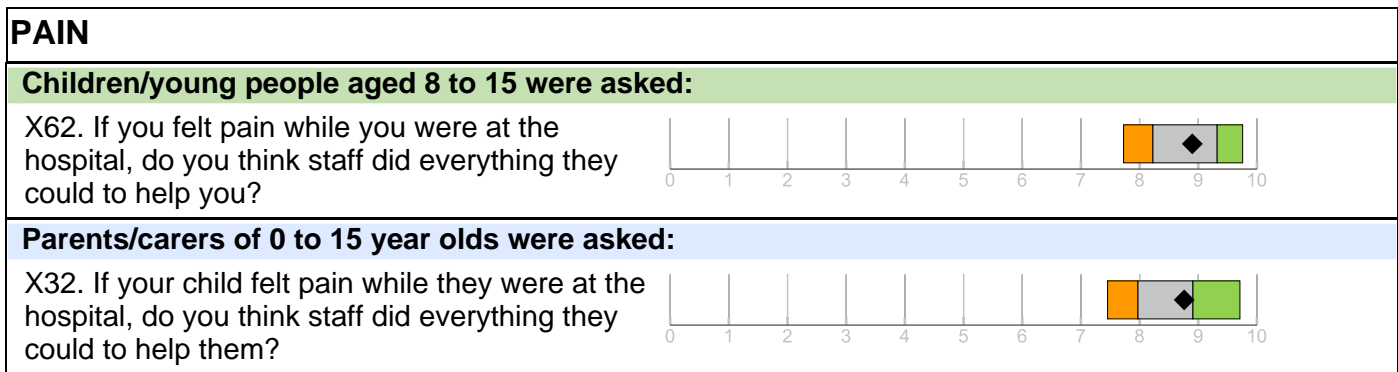 PAIN
Children/young people aged 8 to 15 were asked:
X62. If you felt pain while you were at the
hospital, do you think staff did everything they
could to help you?
0 1 2 3 4 5 6 7 8 9 10
Parents/carers of 0 to 15 year olds were asked:
X32. If your child felt pain while they were at the
hospital, do you think staff did everything they
could to help them?
0 1 2 3 4 5 6 7 8 9 10